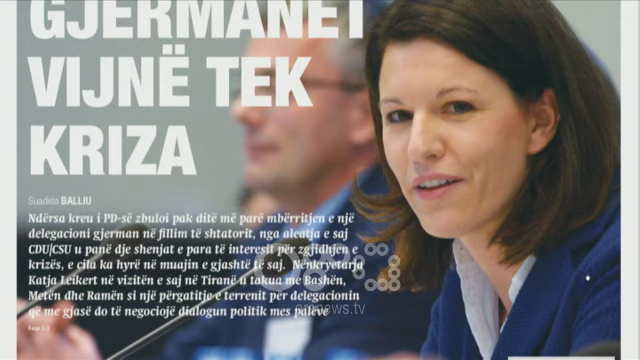 GJERMANËT
VIJNË TEK
KRIZA
Suadela BALLIU
Ndërsa kreu i PD-së zbuloi pak ditë më parë mbërritjen e një
delegacioni gjerman në fillim të shtatorit, nga aleatja e saj
CDU/CSU u panë dje shenjat e para të interesit për zgjidhjen e
krizës, e cila ka hyrë në muajin e gjashtë të saj. Nënkryetarja
Katja Leikert në vizitën e saj në Tiranë u takua me Bashën,
Metën dhe Ramën si një përgatitje e terrenit për delegacionin
që me gjasë do të negociojë dialogun politik mes palëve
Faqe 2-3